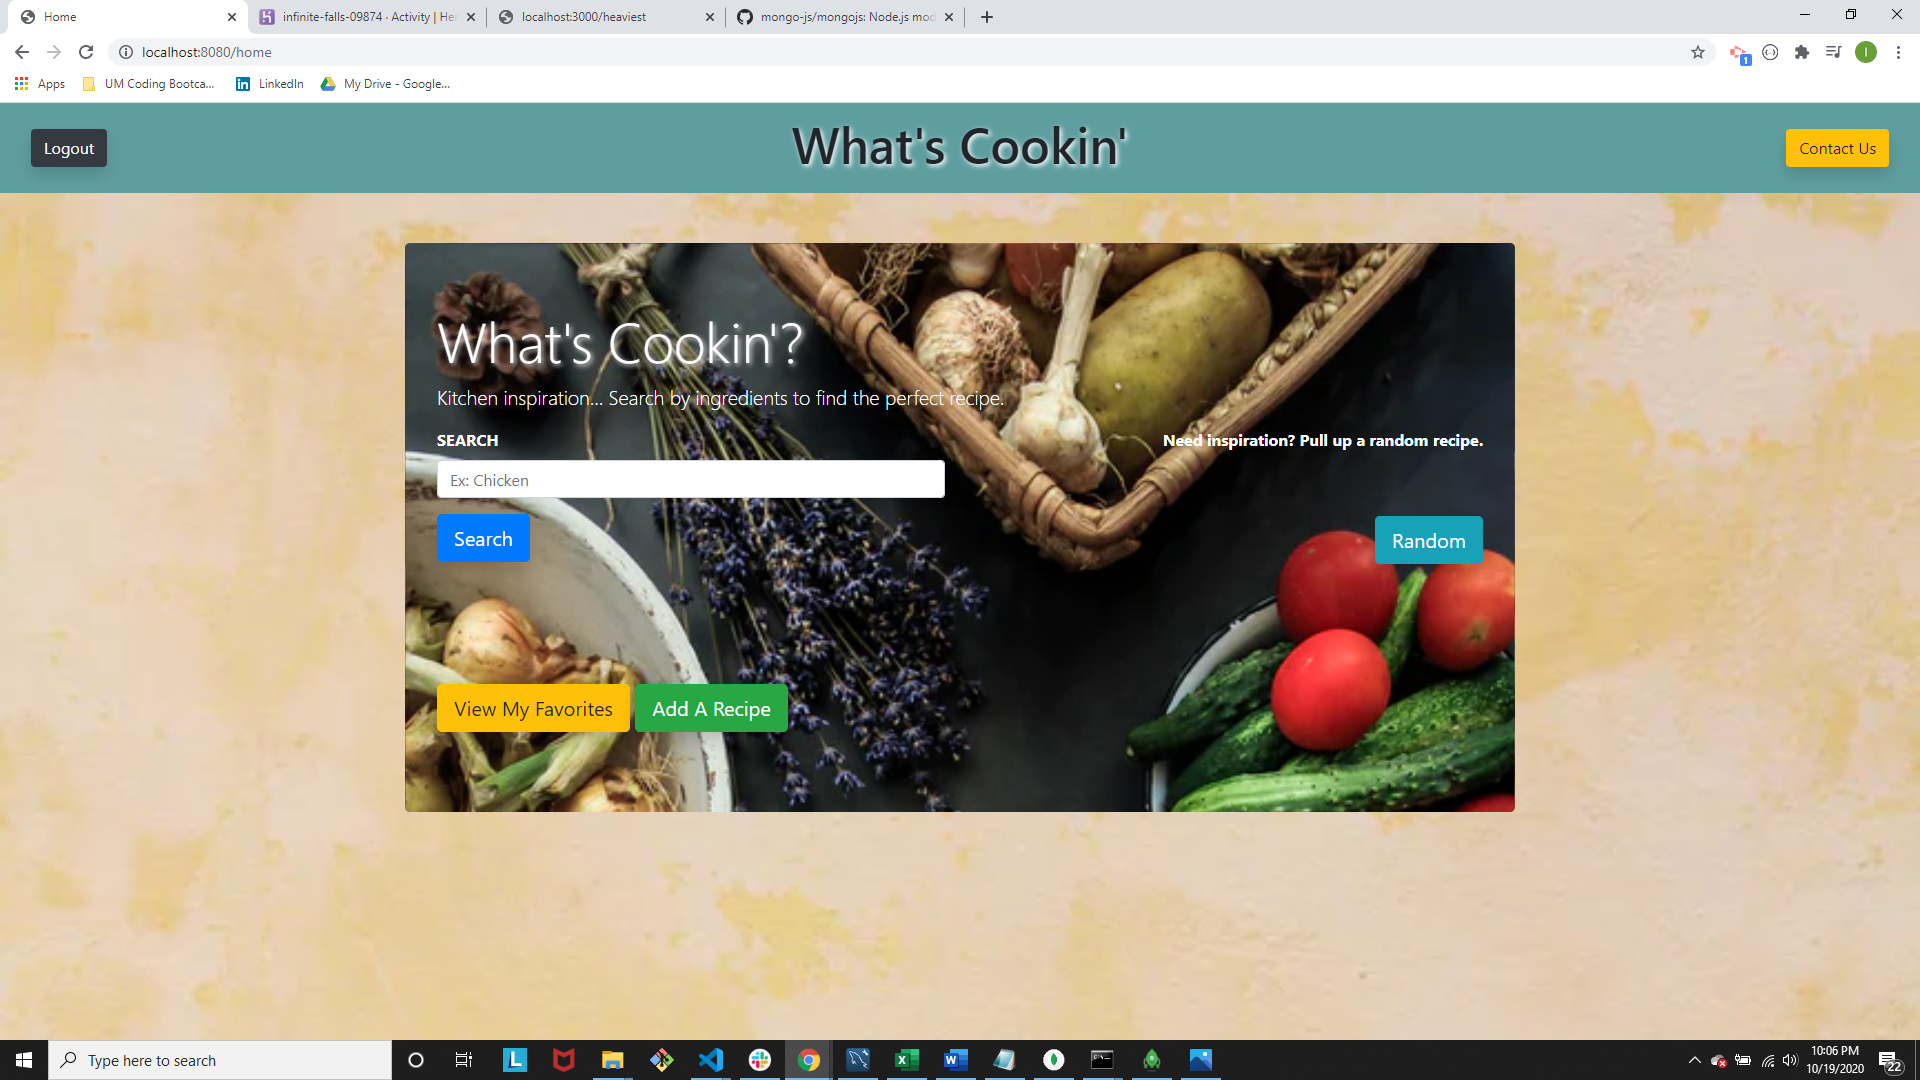 Home
infinite-falls-09874 · Activity | Her
localhost:3000/heaviest
mongo-js/mongojs: Node.js mod
localhost:8080/home
1
I
Apps
UM Coding Bootca...
LinkedIn
My Drive - Google...
Logout
What's Cookin'
Contact Us
What's Cookin'?
Kitchen inspiration... Search by ingredients to find the perfect recipe.
SEARCH
Need inspiration? Pull up a random recipe.
Ex: Chicken
Search
Random
View My Favorites
Add A Recipe
Type here to search
10:06 PM
10/19/2020
22